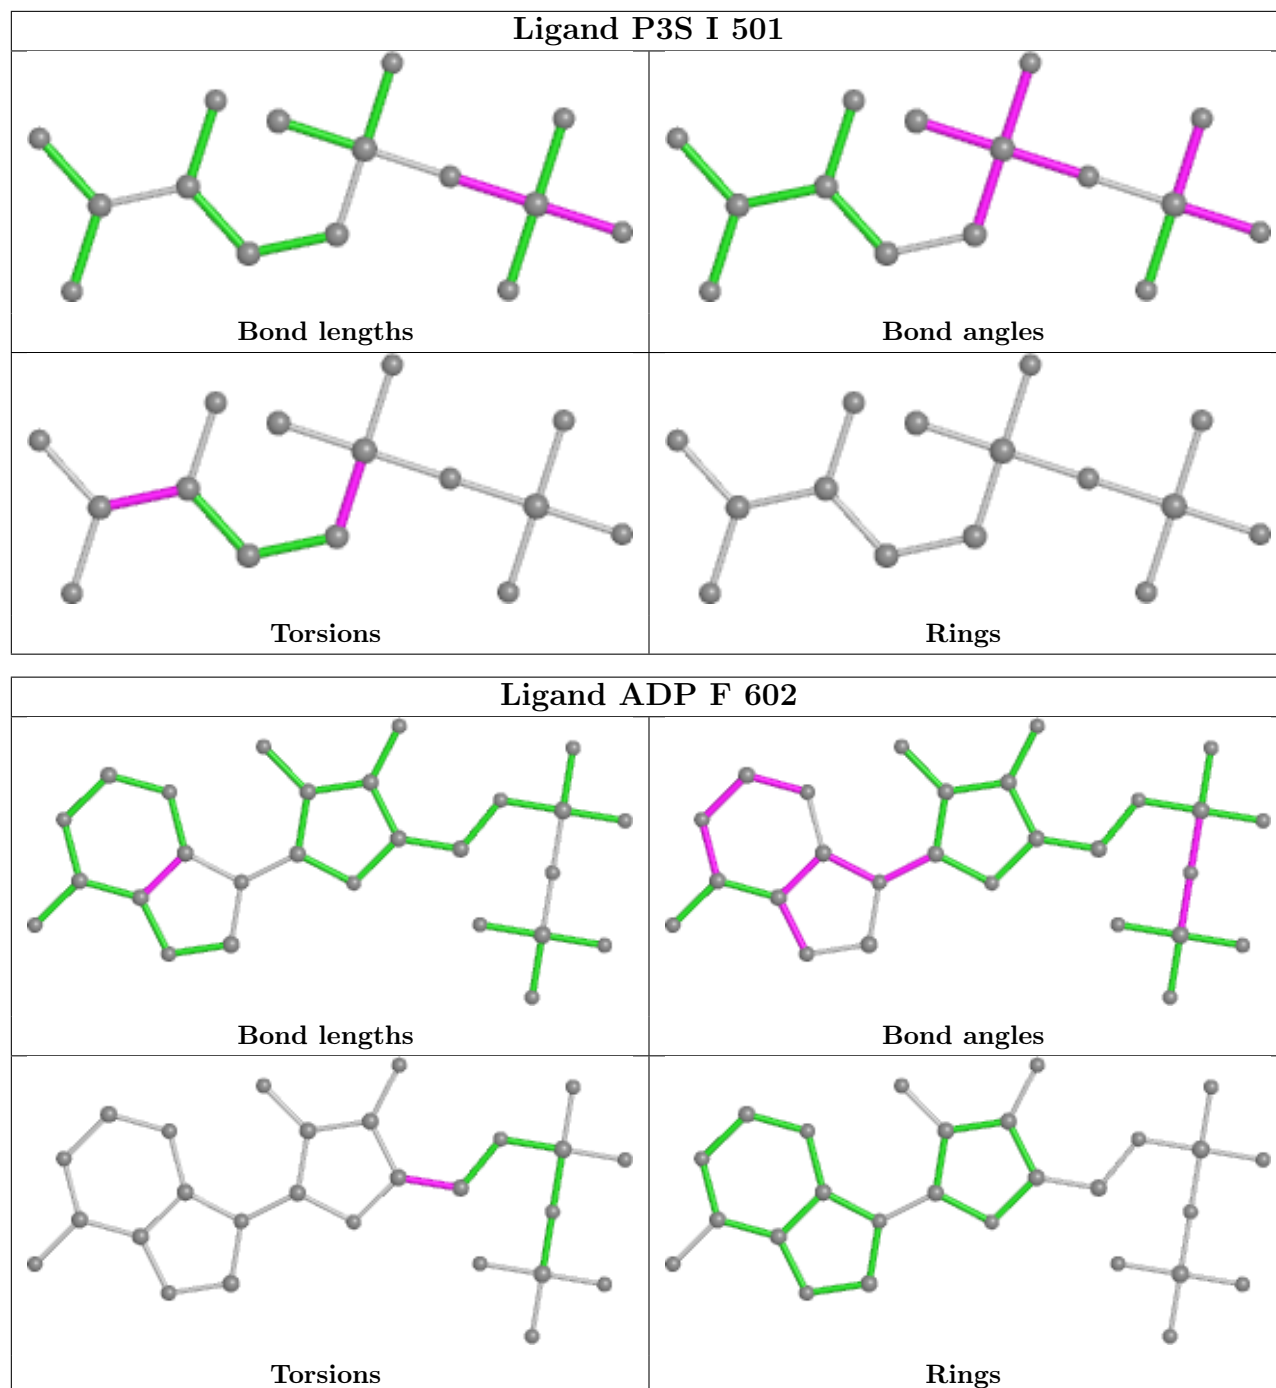 Ligand P3S I 501
Bond lengths
Bond angles
Torsions
Rings
Ligand ADP F 602
Bond lengths
Bond angles
Torsions
Rings